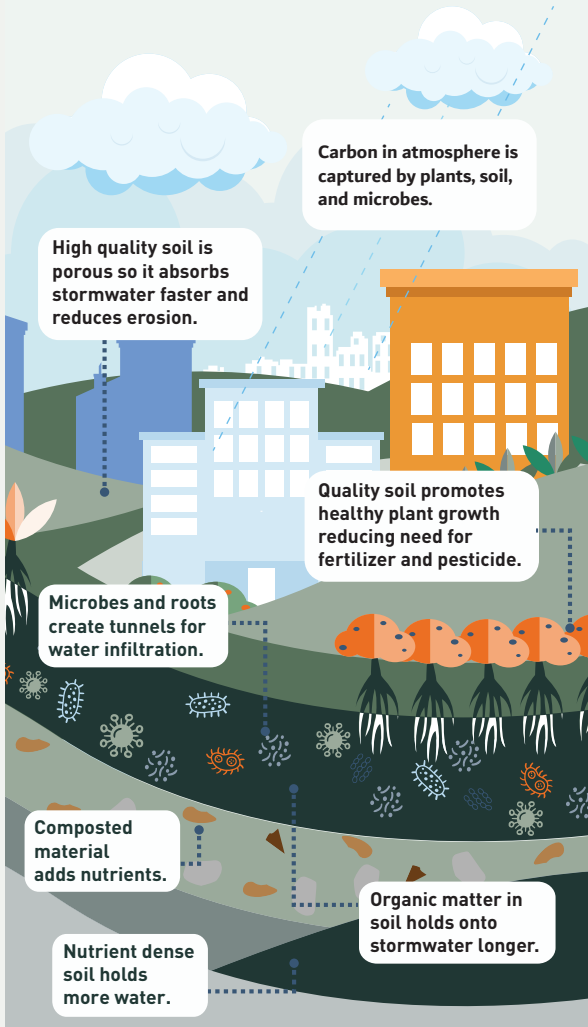 Carbon in atmosphere is
captured by plants, soil,
and microbes.
High quality soil is
porous so it absorbs
stormwater faster and
reduces erosion.
Quality soil promotes
healthy plant growth
reducing need for
fertilizer and pesticide.
Microbes and roots
create tunnels for
water infiltration.
Composted
material
adds nutrients.
Organic matter in
soil holds onto
stormwater longer.
Nutrient dense
soil holds
more water.